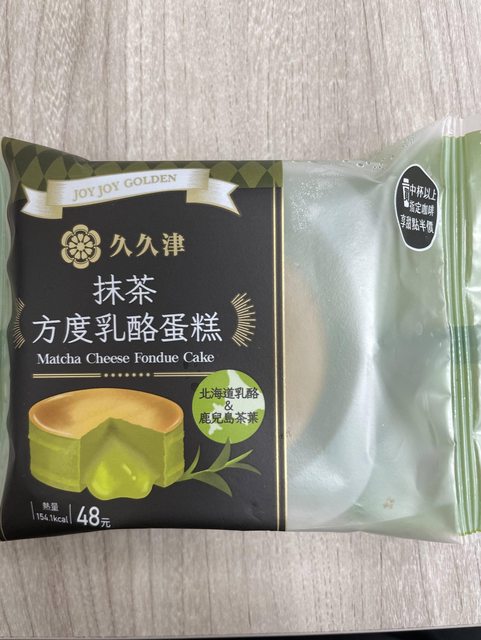 JOY JOY GOLDEN
久久津
抹茶
方度乳酪蛋糕
Matcha Cheese Fondue Cake
北海道乳酪
&
鹿兒島茶葉
熱量
154.1kcal
48元
中杯以上
指定咖啡
享甜點半價